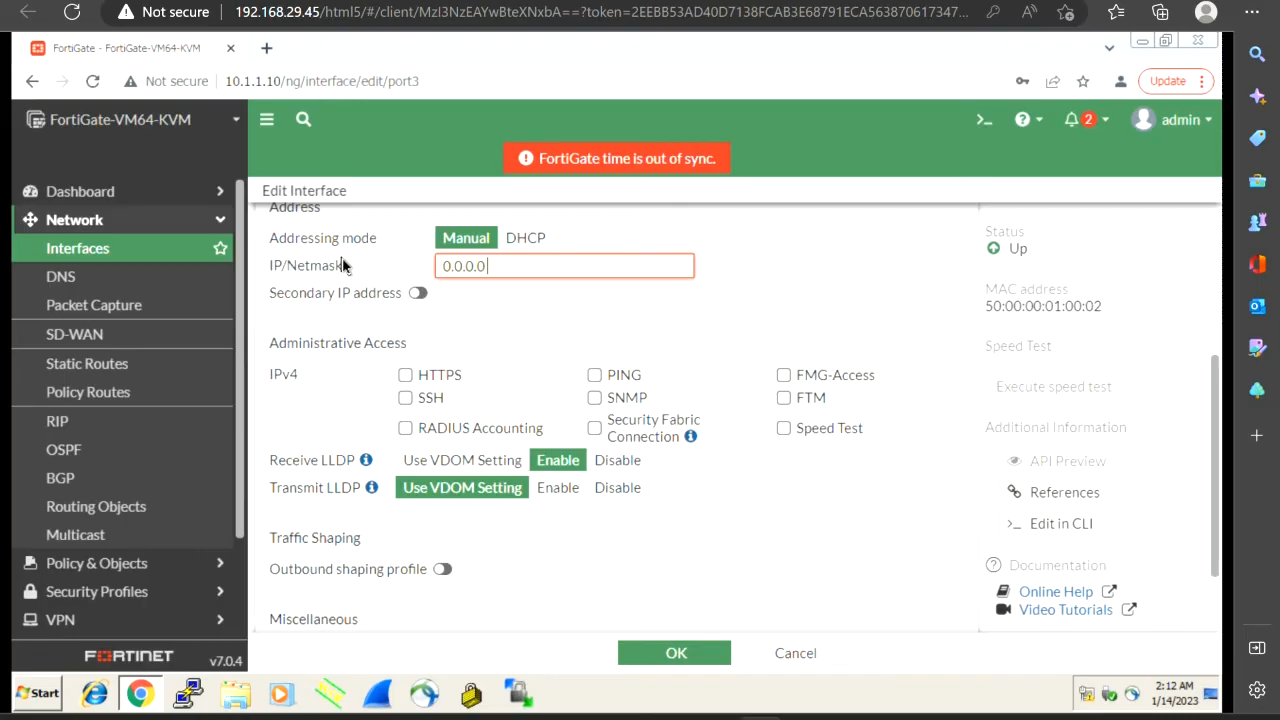 Not secure
192.168.29.45/html5/#/client/MzI3NzEAYwBteXNxbA==?token=2EEBB53AD40D7138FCAB3E68791ECA563870617347...
FortiGate - FortiGate-VM64-KVM
Not secure
10.1.1.10/ng/interface/edit/port3
Update
FortiGate-VM64-KVM
2
admin
FortiGate time is out of sync.
Edit Interface
Dashboard
Network
Interfaces
DNS
Packet Capture
SD-WAN
Static Routes
Policy Routes
RIP
OSPF
BGP
Routing Objects
Multicast
Policy & Objects
Security Profiles
VPN
FORTINET
v7.0.4
Address
Addressing mode
Manual
DHCP
IP/Netmask
0.0.0.0
Secondary IP address
Administrative Access
IPv4
HTTPS
PING
FMG-Access
SSH
SNMP
FTM
RADIUS Accounting
Security Fabric
Connection
Speed Test
Receive LLDP
Use VDOM Setting
Enable
Disable
Transmit LLDP
Use VDOM Setting
Enable
Disable
Traffic Shaping
Outbound shaping profile
Miscellaneous
OK
Cancel
Status
Up
MAC address
50:00:00:01:00:02
Speed Test
Execute speed test
Additional Information
API Preview
References
Edit in CLI
Documentation
Online Help
Video Tutorials
Start
2:12 AM
1/14/2023